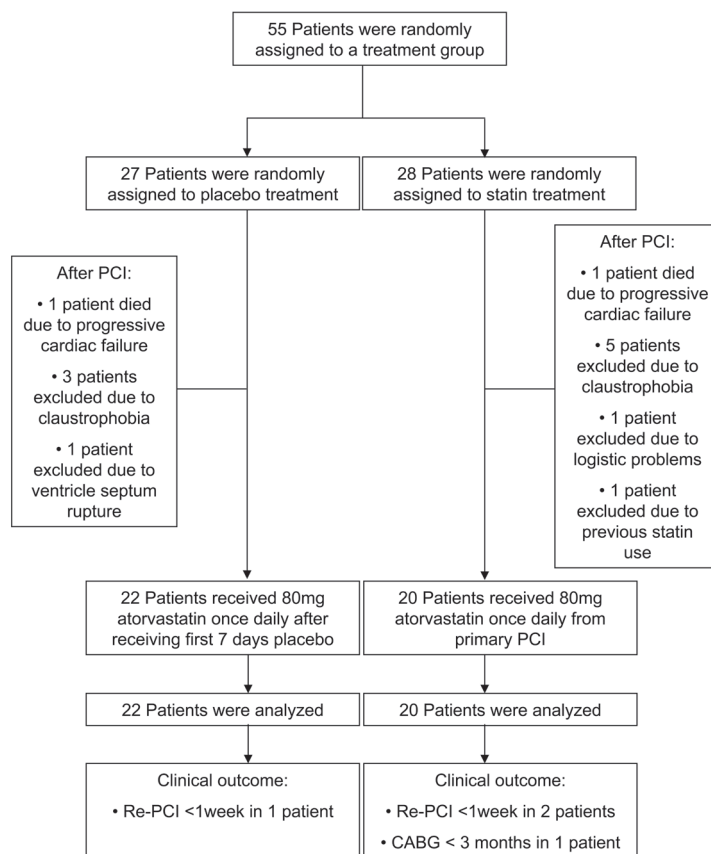 55 Patients were randomly
assigned to a treatment group
27 Patients were randomly
assigned to placebo treatment
28 Patients were randomly
assigned to statin treatment
After PCI:
• 1 patient died
due to progressive
cardiac failure
• 3 patients
excluded due to
claustrophobia
• 1 patient
excluded due to
ventricle septum
rupture
After PCI:
• 1 patient died
due to progressive
cardiac failure
• 5 patients
excluded due to
claustrophobia
• 1 patient
excluded due to
logistic problems
• 1 patient
excluded due to
previous statin
use
22 Patients received 80mg
atorvastatin once daily after
receiving first 7 days placebo
20 Patients received 80mg
atorvastatin once daily from
primary PCI
22 Patients were analyzed
20 Patients were analyzed
Clinical outcome:
• Re-PCI <1week in 1 patient
Clinical outcome:
• Re-PCI <1week in 2 patients
• CABG < 3 months in 1 patient